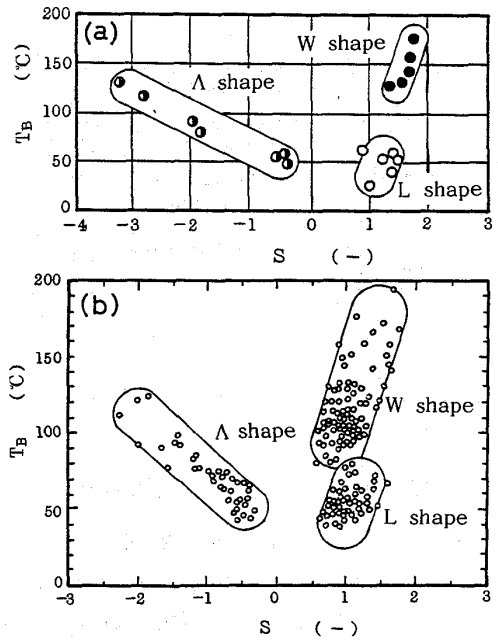 (a)
W shape
Λ shape
L shape
T_B (℃)
200
150
100
50
0
-4 -3 -2 -1 0 1 2 3
S (-)
(b)
Λ shape
W shape
L shape
T_B (℃)
200
150
100
50
0
-3 -2 -1 0 1 2 3
S (-)